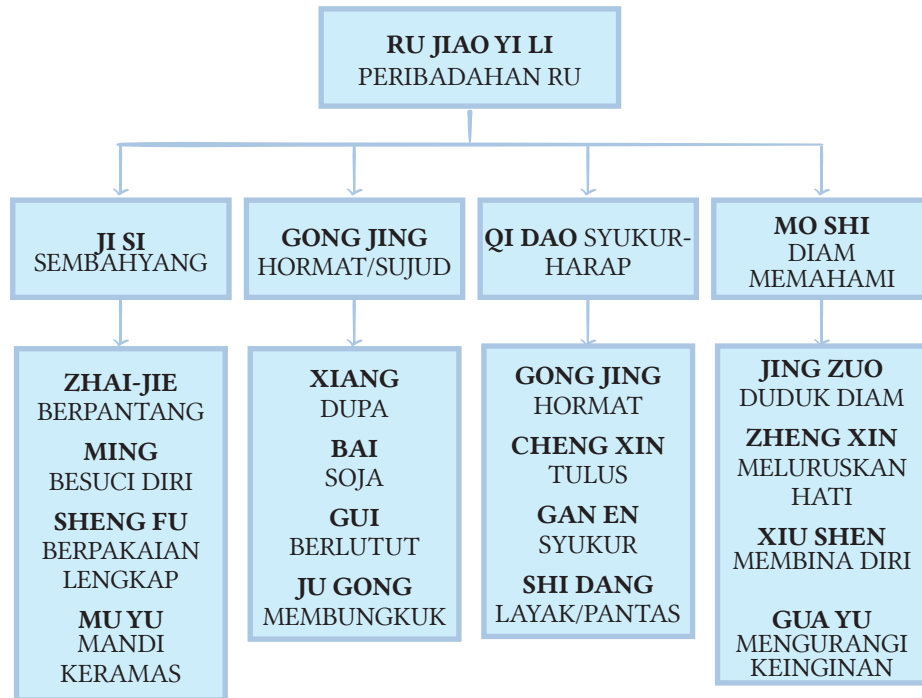 RU JIAO YI LI
PERIBADAHAN RU
JI SI
SEMBAHYANG
GONG JING
HORMAT/SUJUD
QI DAO SYUKUR-
HARAP
MO SHI
DIAM
MEMAHAMI
ZHAI-JIE
BERPANTANG
MING
BESUCI DIRI
SHENG FU
BERPAKAIAN
LENGKAP
MU YU
MANDI
KERAMAS
XIANG
DUPA
BAI
SOJA
GUI
BERLUTUT
JU GONG
MEMBUNGKUK
GONG JING
HORMAT
CHENG XIN
TULUS
GAN EN
SYUKUR
SHI DANG
LAYAK/PANTAS
JING ZUO
DUDUK DIAM
ZHENG XIN
MELURUSKAN
HATI
XIU SHEN
MEMBINA DIRI
GUA YU
MENGURANGI
KEINGINAN